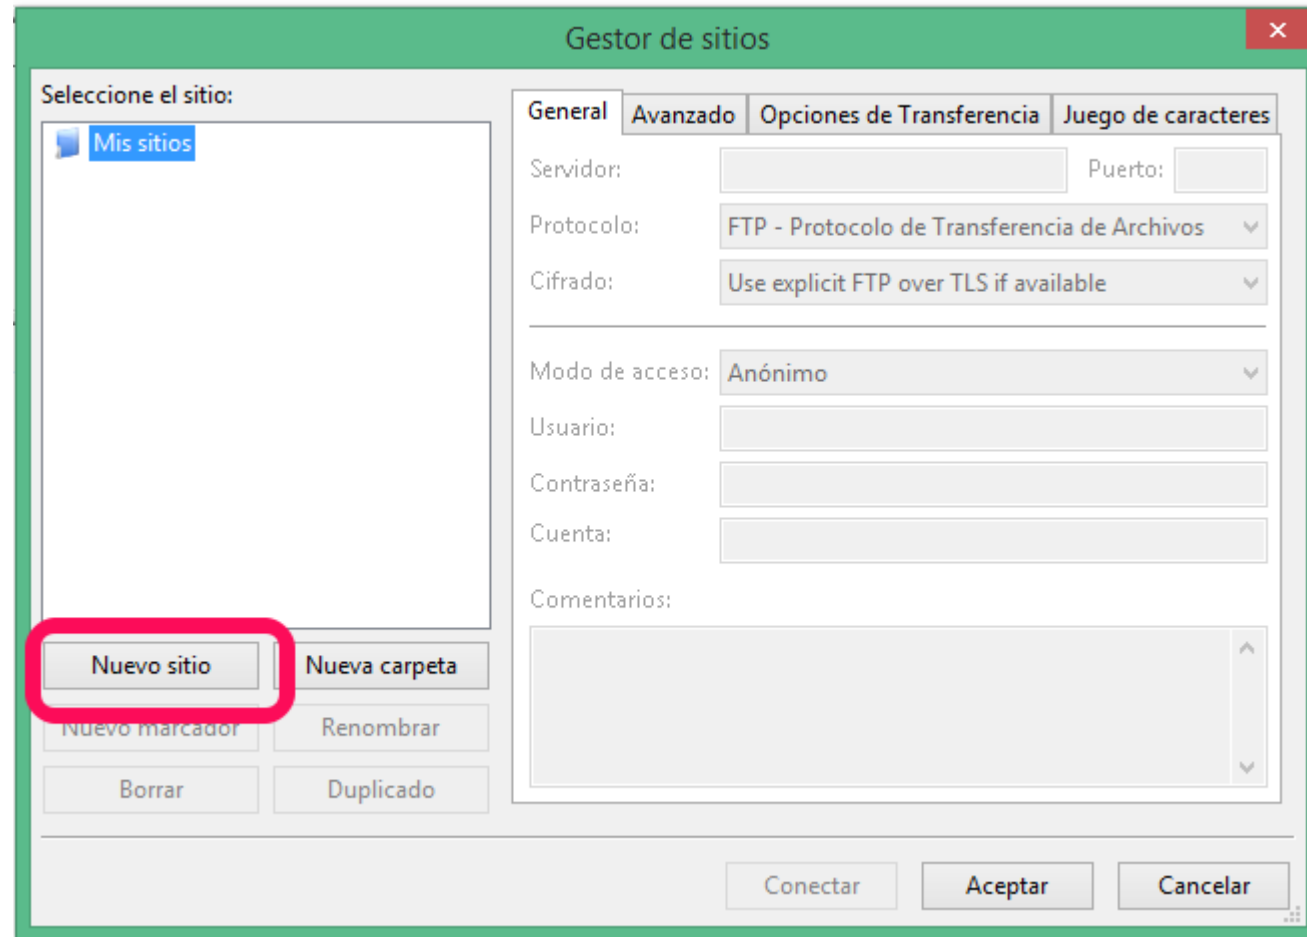 Gestor de sitios
Seleccione el sitio:
Mis sitios
Nuevo sitio
Nueva carpeta
Nuevo marcador
Renombrar
Borrar
Duplicado
General
Avanzado
Opciones de Transferencia
Juego de caracteres
Servidor:
Puerto:
Protocolo:
FTP - Protocolo de Transferencia de Archivos
Cifrado:
Use explicit FTP over TLS if available
Modo de acceso:
Anónimo
Usuario:
Contraseña:
Cuenta:
Comentarios:
Conectar
Aceptar
Cancelar